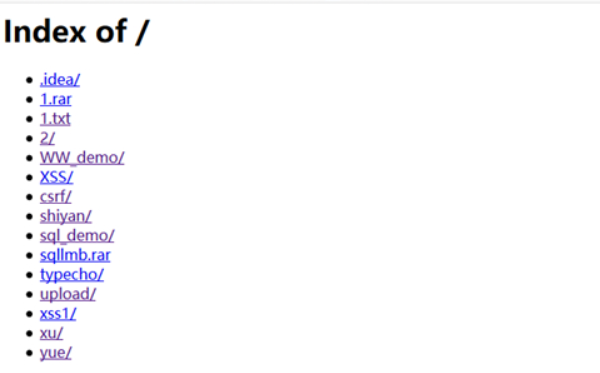 Index of /
.idea/
1.rar
1.txt
2/
WW_demo/
XSS/
csrf/
shiyan/
sql_demo/
sqllmb.rar
typecho/
upload/
xss1/
xu/
yue/